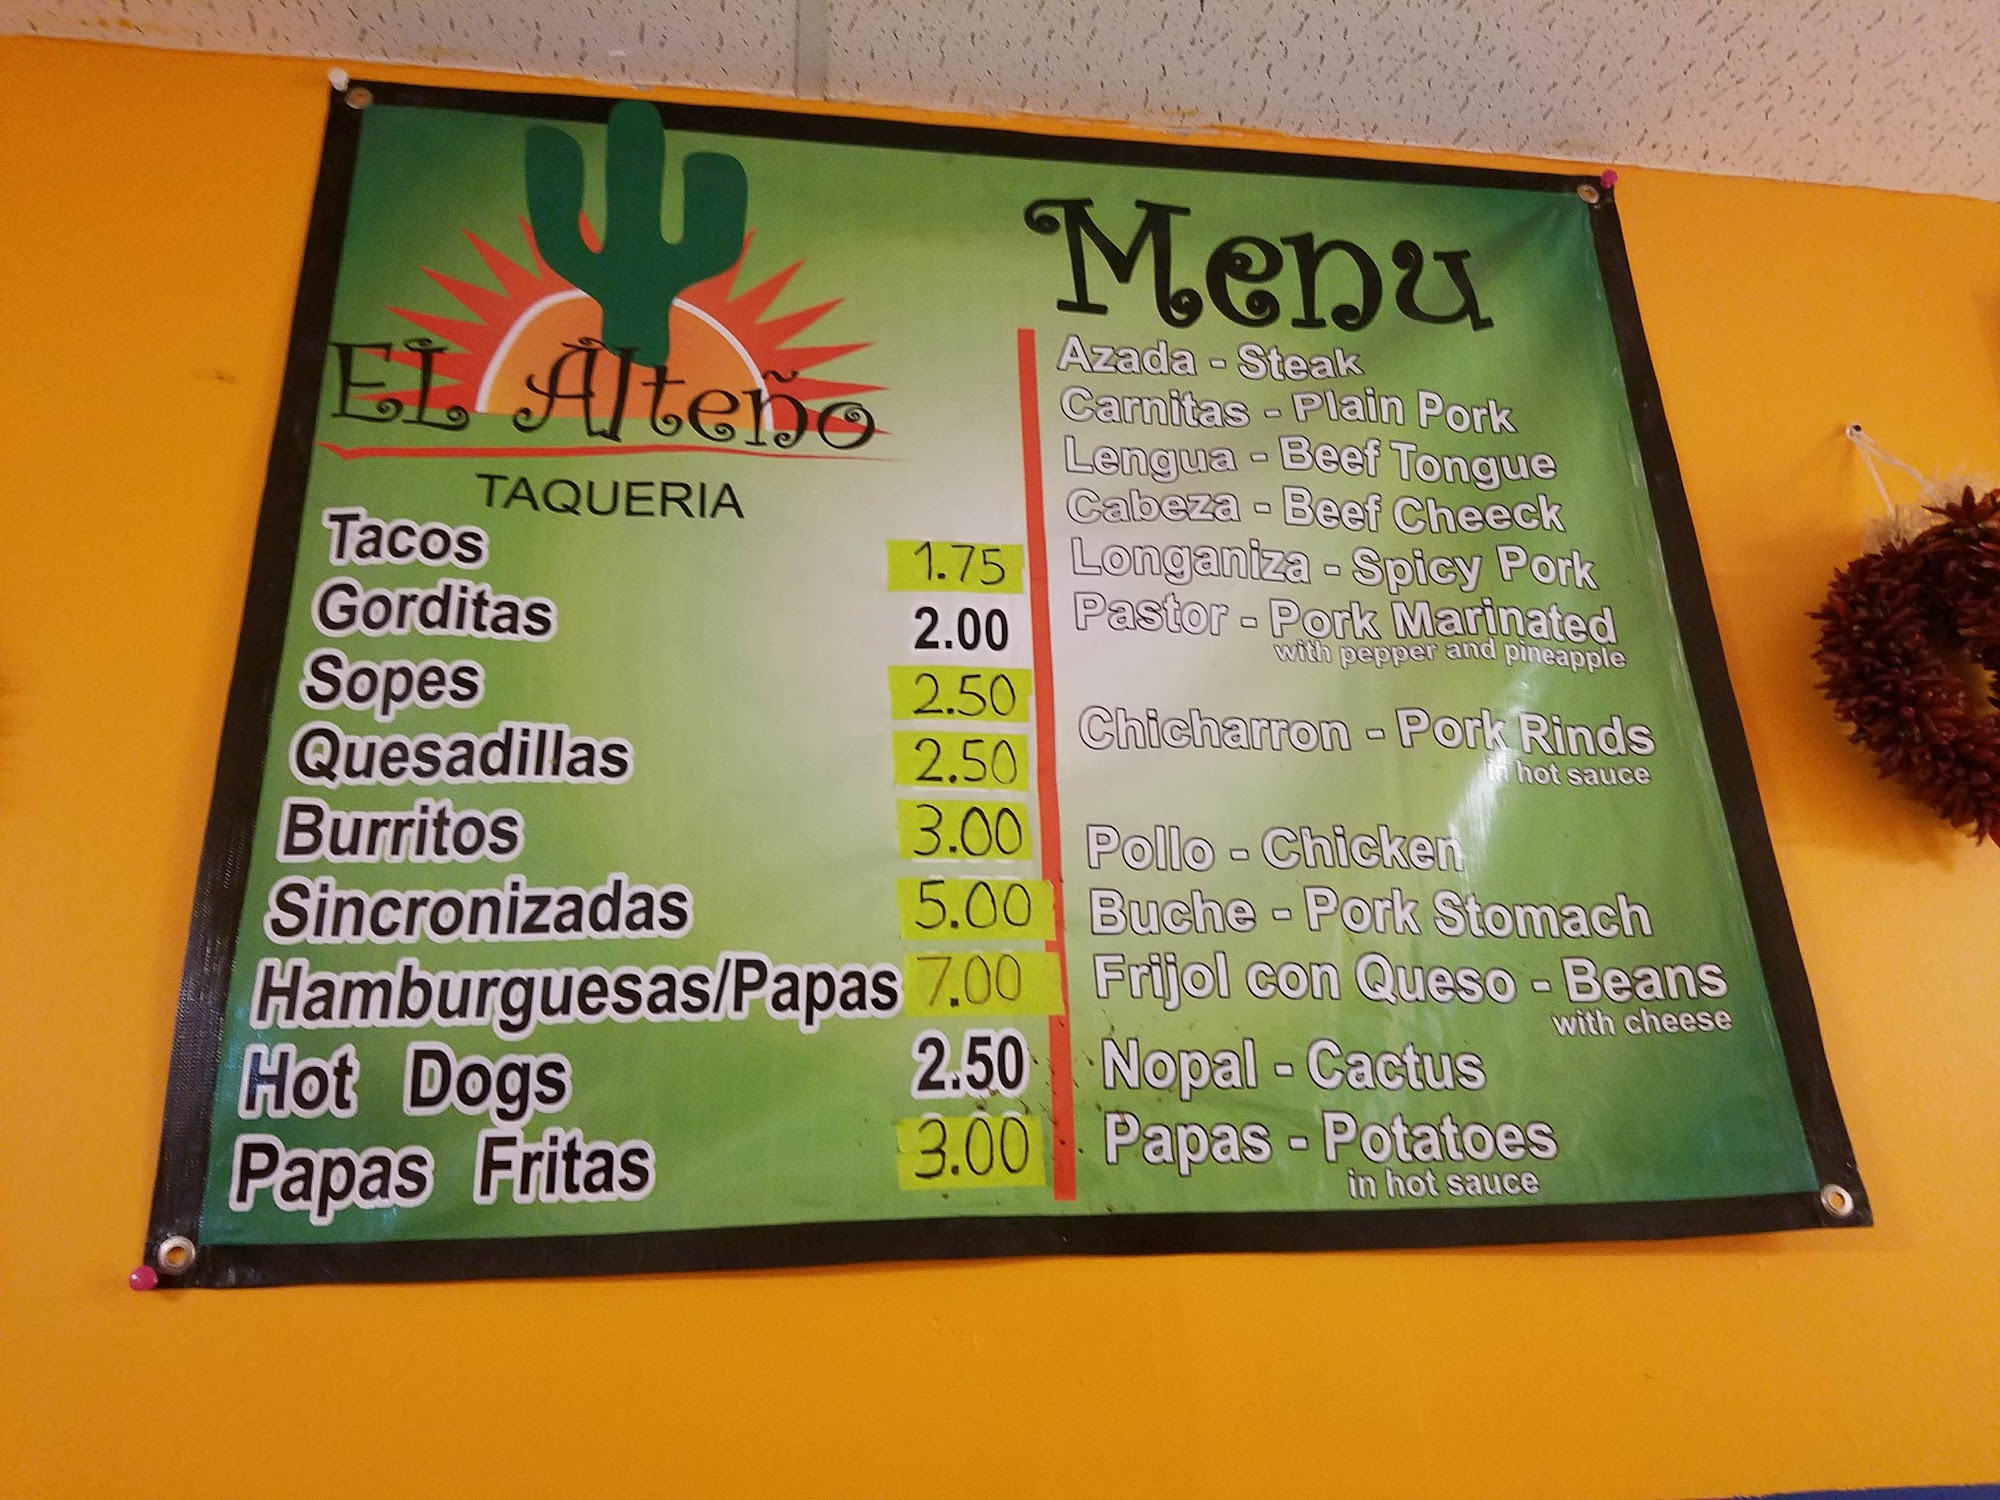 EL Alteño
TAQUERIA
Tacos 1.75
Gorditas 2.00
Sopes 2.50
Quesadillas 2.50
Burritos 3.00
Sincronizadas 5.00
Hamburguesas/Papas 7.00
Hot Dogs 2.50
Papas Fritas 3.00
Menu
Azada - Steak
Carnitas - Plain Pork
Lengua - Beef Tongue
Cabeza - Beef Cheeck
Longaniza - Spicy Pork
Pastor - Pork Marinated
with pepper and pineapple
Chicharron - Pork Rinds
in hot sauce
Pollo - Chicken
Buche - Pork Stomach
Frijol con Queso - Beans
with cheese
Nopal - Cactus
Papas - Potatoes
in hot sauce